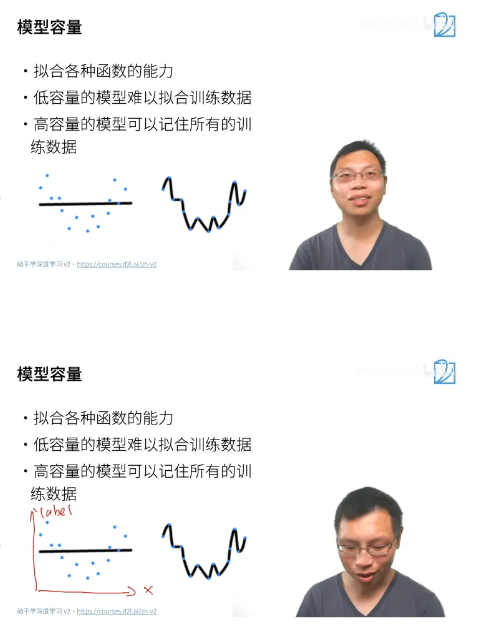 模型容量
・拟合各种函数的能力
・低容量的模型难以拟合训练数据
・高容量的模型可以记住所有的训
练数据
动手学深度学习 v2・https://courses.d2l.ai/zh-v2
模型容量
・拟合各种函数的能力
・低容量的模型难以拟合训练数据
・高容量的模型可以记住所有的训
练数据
label
x
动手学深度学习 v2・https://courses.d2l.ai/zh-v2